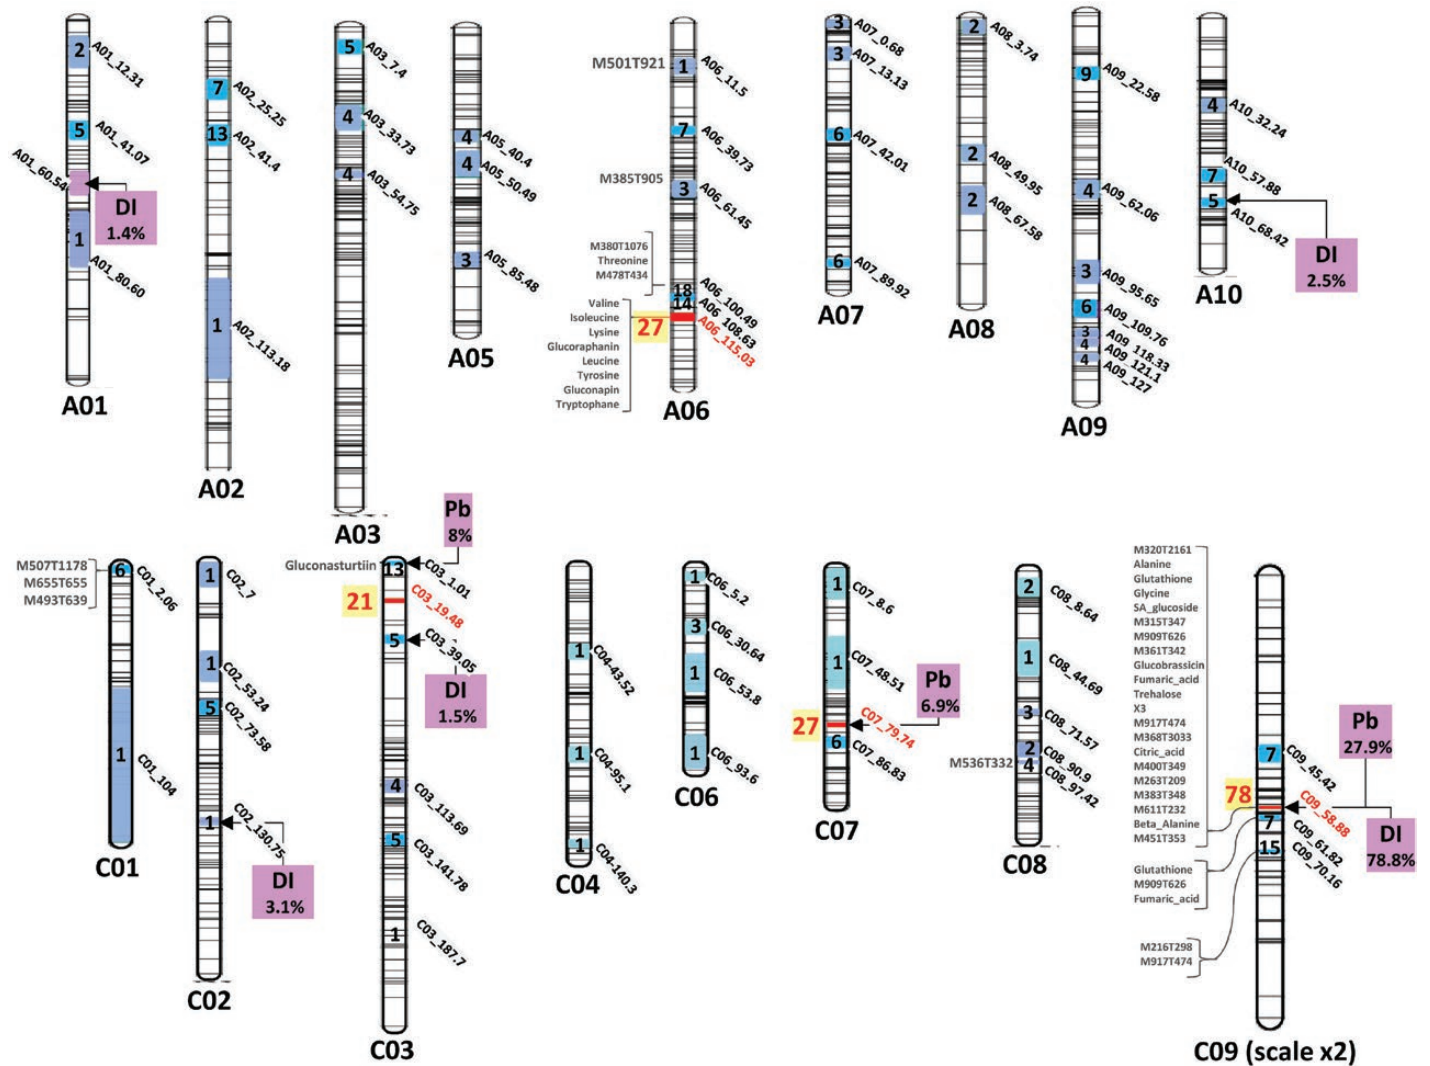 2
A01_12.31
5
A01_41.07
A01_60.54
DI
1.4%
1
A01_80.60
A01
7
A02_25.25
13
A02_41.4
1
A02_113.18
A02
5
A03_7.4
4
A03_33.73
4
A03_54.75
A03
4
A05_40.4
4
A05_50.49
3
A05_85.48
A05
M501T921
1
A06_11.5
7
A06_39.73
M385T905
3
A06_61.45
M380T1076
Threonine
M478T434
18
A06_100.49
14
A06_108.63
Valine
Isoleucine
Lysine
Glucoraphanin
Leucine
Tyrosine
Gluconapin
Tryptophane
27
A06_115.03
A06
3
A07_0.68
3
A07_13.13
6
A07_42.01
6
A07_89.92
A07
2
A08_3.74
2
A08_49.95
2
A08_67.58
A08
9
A09_22.58
4
A09_62.06
3
A09_95.65
6
A09_109.76
3
A09_118.33
4
A09_121.1
4
A09_127
A09
4
A10_32.24
7
A10_57.88
5
A10_68.42
DI
2.5%
A10
M507T1178
M655T655
M493T639
6
C01_2.06
1
C01_104
C01
1
C02_7
1
C02_53.24
5
C02_73.58
1
C02_130.75
DI
3.1%
C02
Pb
8%
Gluconasturtiin
13
C03_1.01
21
C03_19.48
5
C03_39.05
DI
1.5%
4
C03_113.69
5
C03_141.78
1
C03_187.7
C03
1
C04-43.52
1
C04-95.1
1
C04-140.3
C04
1
C06_5.2
3
C06_30.64
1
C06_53.8
1
C06_93.6
C06
1
C07_8.6
1
C07_48.51
Pb
6.9%
27
C07_79.74
6
C07_86.83
C07
2
C08_8.64
1
C08_44.69
3
C08_71.57
2
C08_90.9
M536T332
4
C08_97.42
C08
M320T2161
Alanine
Glutathione
Glycine
SA_glucoside
M315T347
M909T626
M361T342
Glucobrassicin
Fumaric_acid
Trehalose
X3
M917T474
M368T3033
Citric_acid
M400T349
M263T209
M383T348
M611T232
Beta_Alanine
M451T353
Glutathione
M909T626
Fumaric_acid
M216T298
M917T474
7
C09_45.42
78
C09_58.88
7
C09_61.82
15
C09_70.16
Pb
27.9%
DI
78.8%
C09 (scale x2)